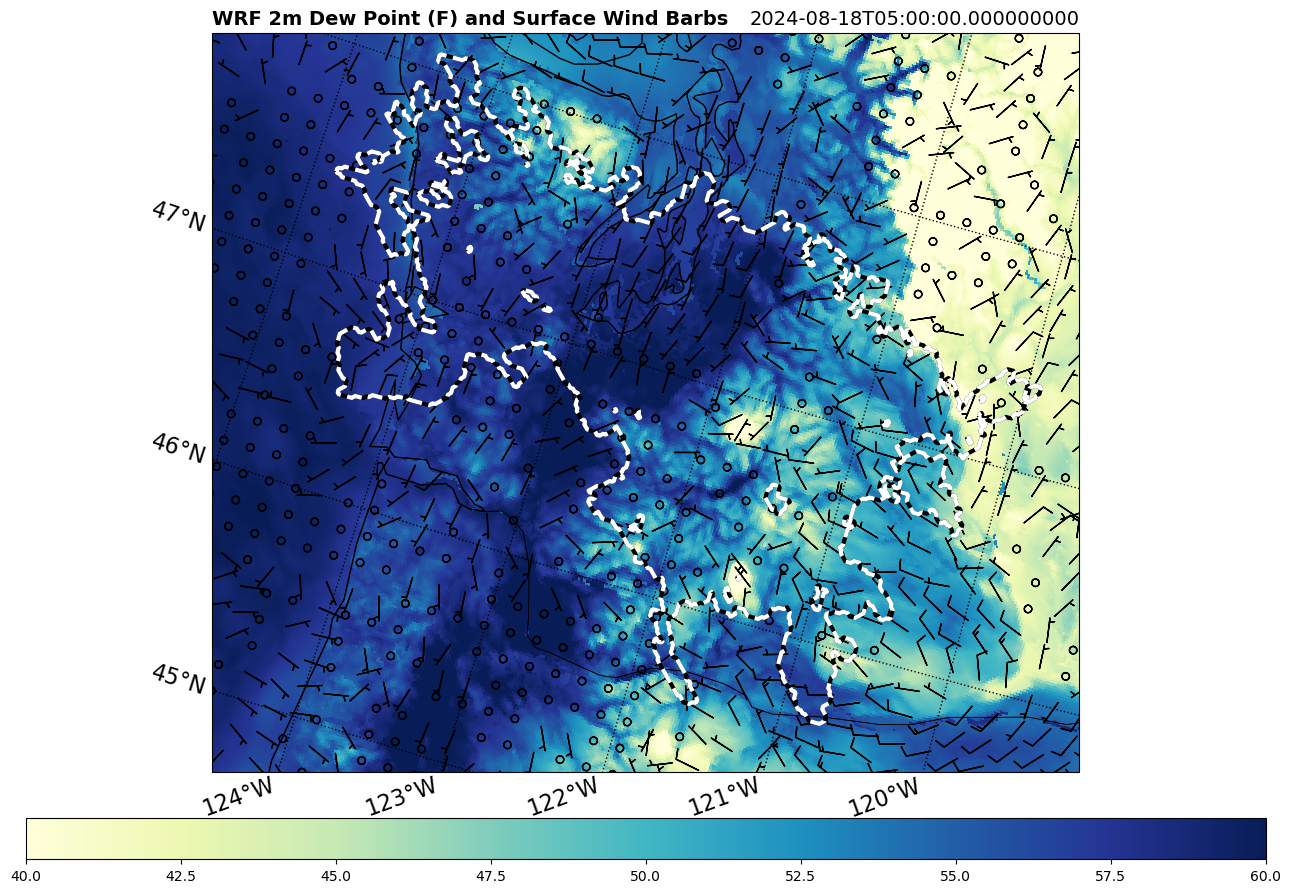 WRF 2m Dew Point (F) and Surface Wind Barbs 2024-08-18T05:00:00.000000000
47°N
46°N
45°N
124°W 123°W 122°W 121°W 120°W
40.0 42.5 45.0 47.5 50.0 52.5 55.0 57.5 60.0